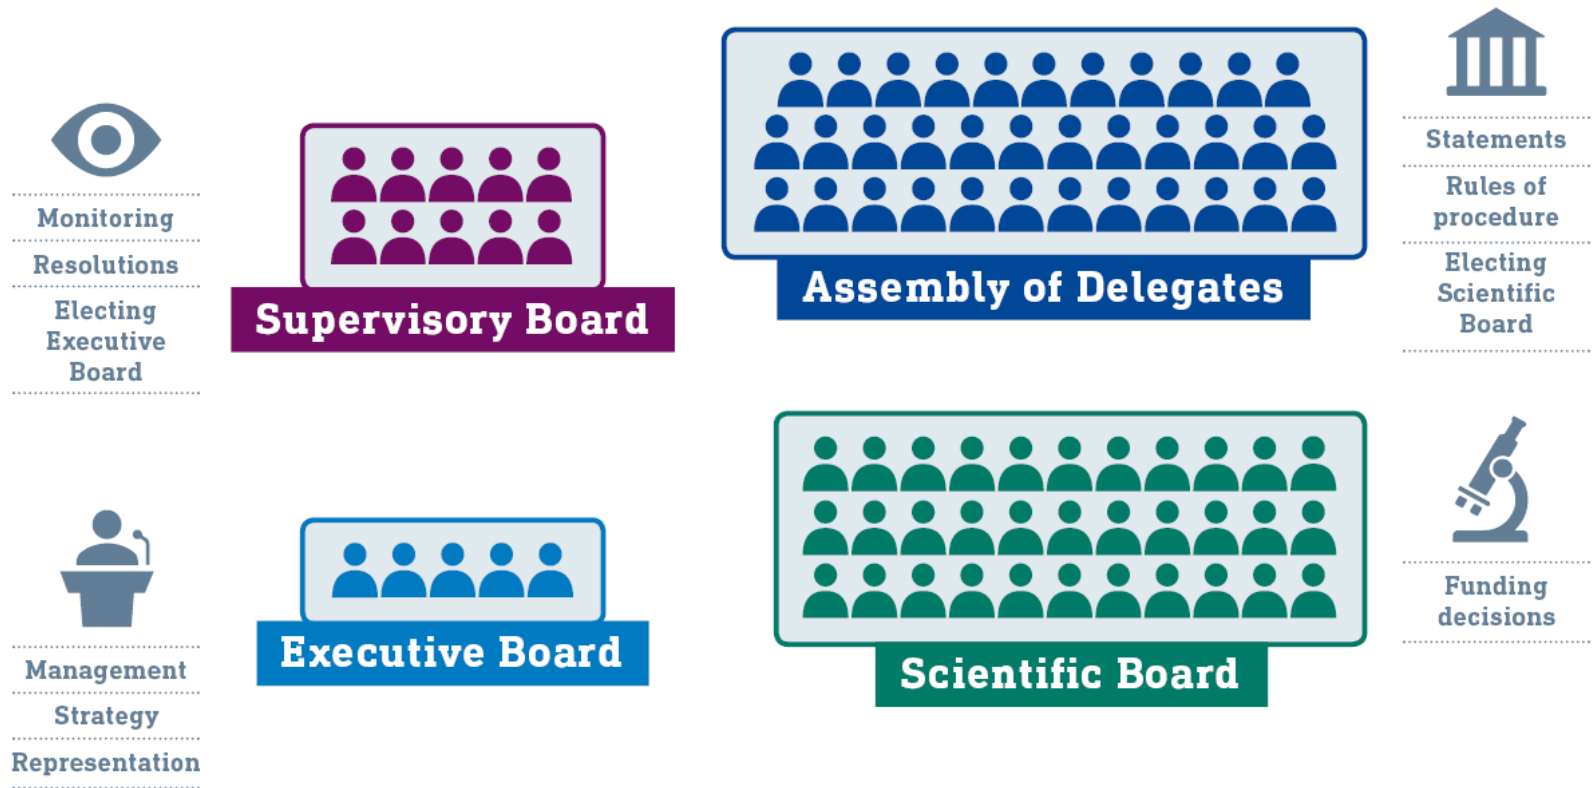 Monitoring
Resolutions
Electing
Executive
Board
Supervisory Board
Assembly of Delegates
Statements
Rules of
procedure
Electing
Scientific
Board
Management
Strategy
Representation
Executive Board
Scientific Board
Funding
decisions